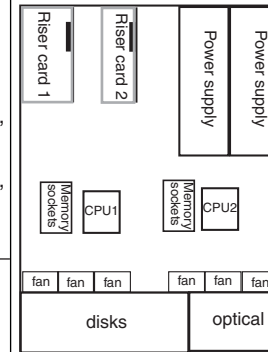 Riser card 1
Riser card 2
Power supply
Power supply
Memory
sockets
CPU1
Memory
sockets
CPU2
fan fan fan fan fan fan
disks
optical
,
,